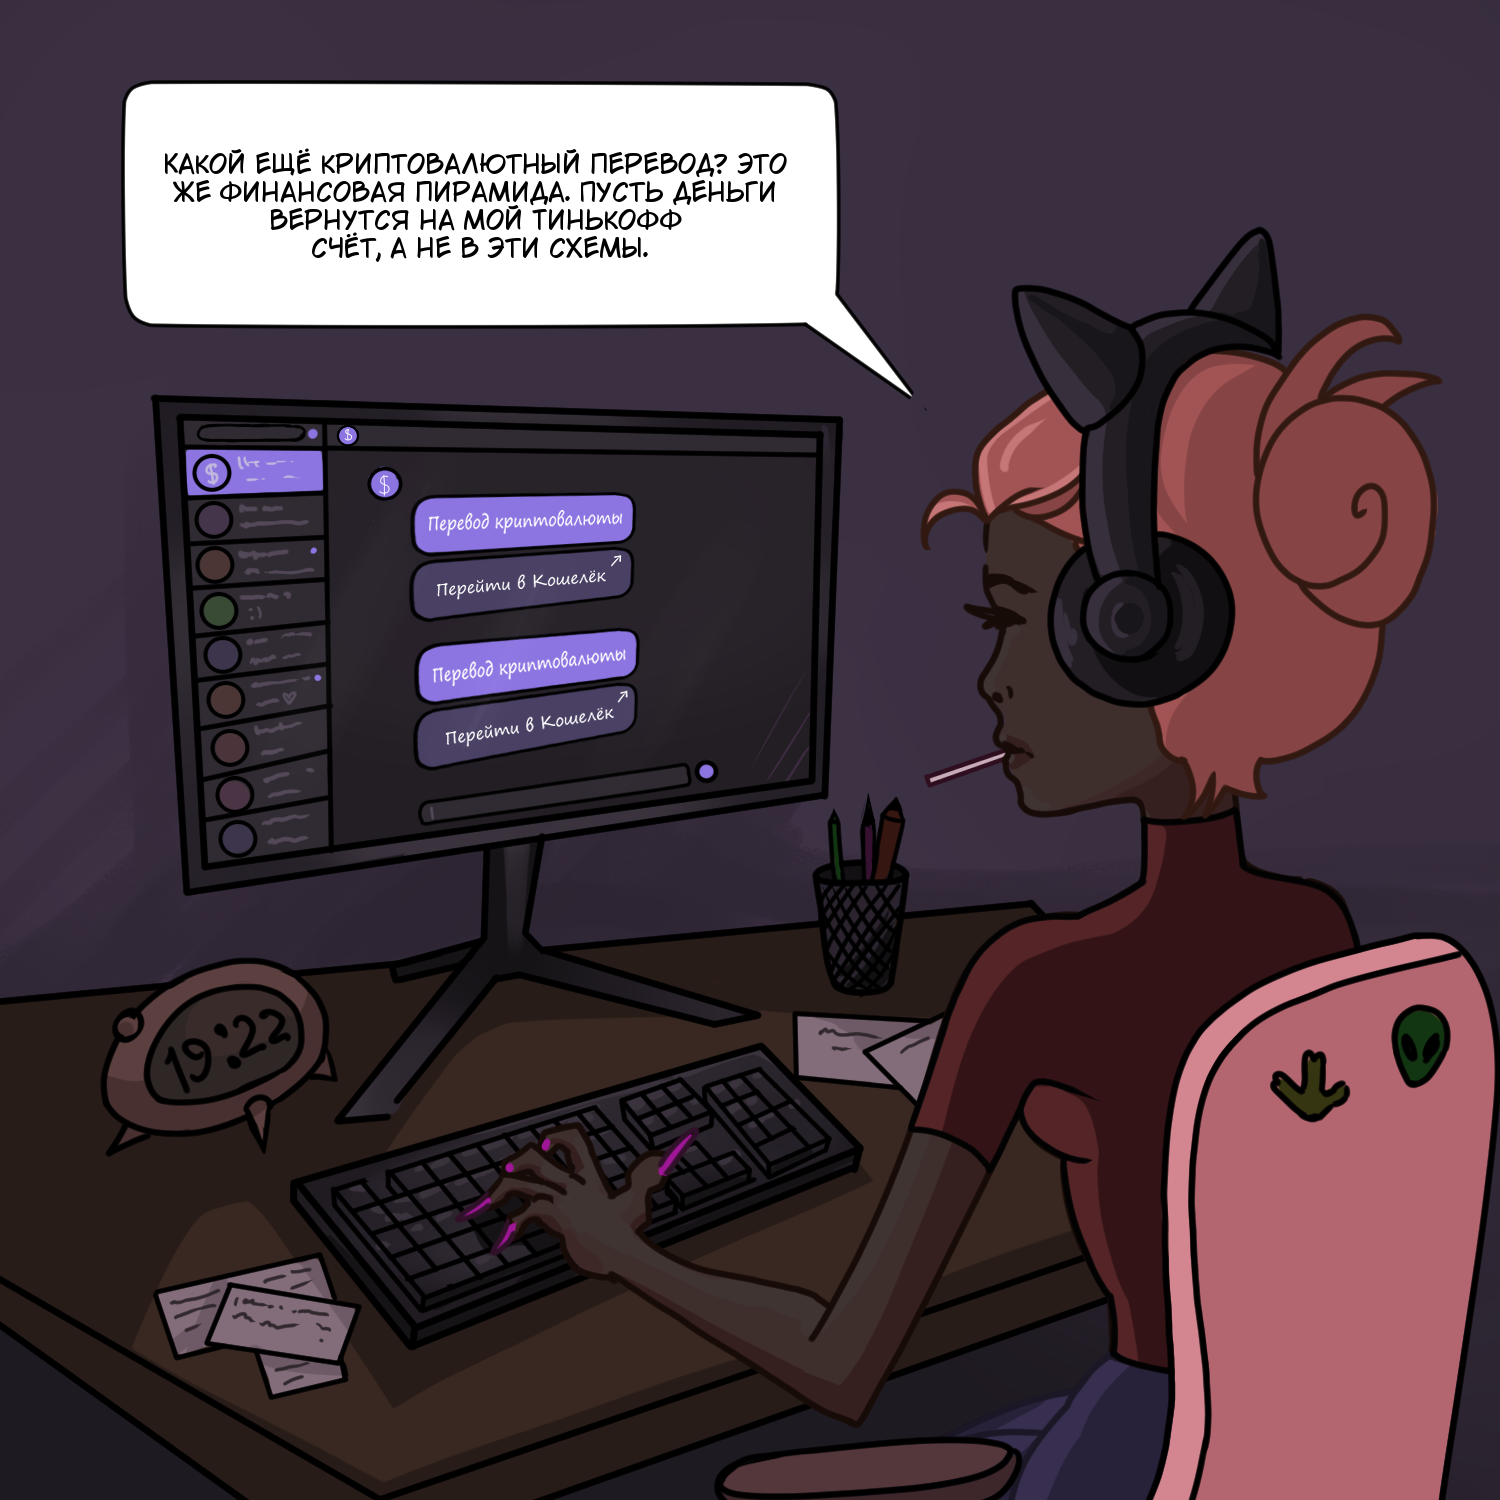 КАКОЙ ЕЩЁ КРИПТОВАЛЮТНЫЙ ПЕРЕВОД? ЭТО
ЖЕ ФИНАНСОВАЯ ПИРАМИДА. ПУСТЬ ДЕНЬГИ
ВЕРНУТСЯ НА МОЙ ТИНЬКОФФ
СЧЁТ, А НЕ В ЭТИ СХЕМЫ.
$
$
$
Перевод криптовалюты
Перейти в Кошелёк
:)
Перевод криптовалюты
Перейти в Кошелёк
19:22